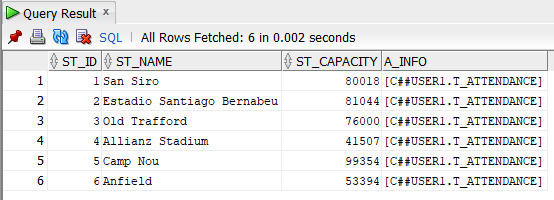 Query Result x
SQL | All Rows Fetched: 6 in 0.002 seconds
ST_ID ST_NAME ST_CAPACITY A_INFO
1 1 San Siro 80018 [C##USER1.T_ATTENDANCE]
2 2 Estadio Santiago Bernabeu 81044 [C##USER1.T_ATTENDANCE]
3 3 Old Trafford 76000 [C##USER1.T_ATTENDANCE]
4 4 Allianz Stadium 41507 [C##USER1.T_ATTENDANCE]
5 5 Camp Nou 99354 [C##USER1.T_ATTENDANCE]
6 6 Anfield 53394 [C##USER1.T_ATTENDANCE]